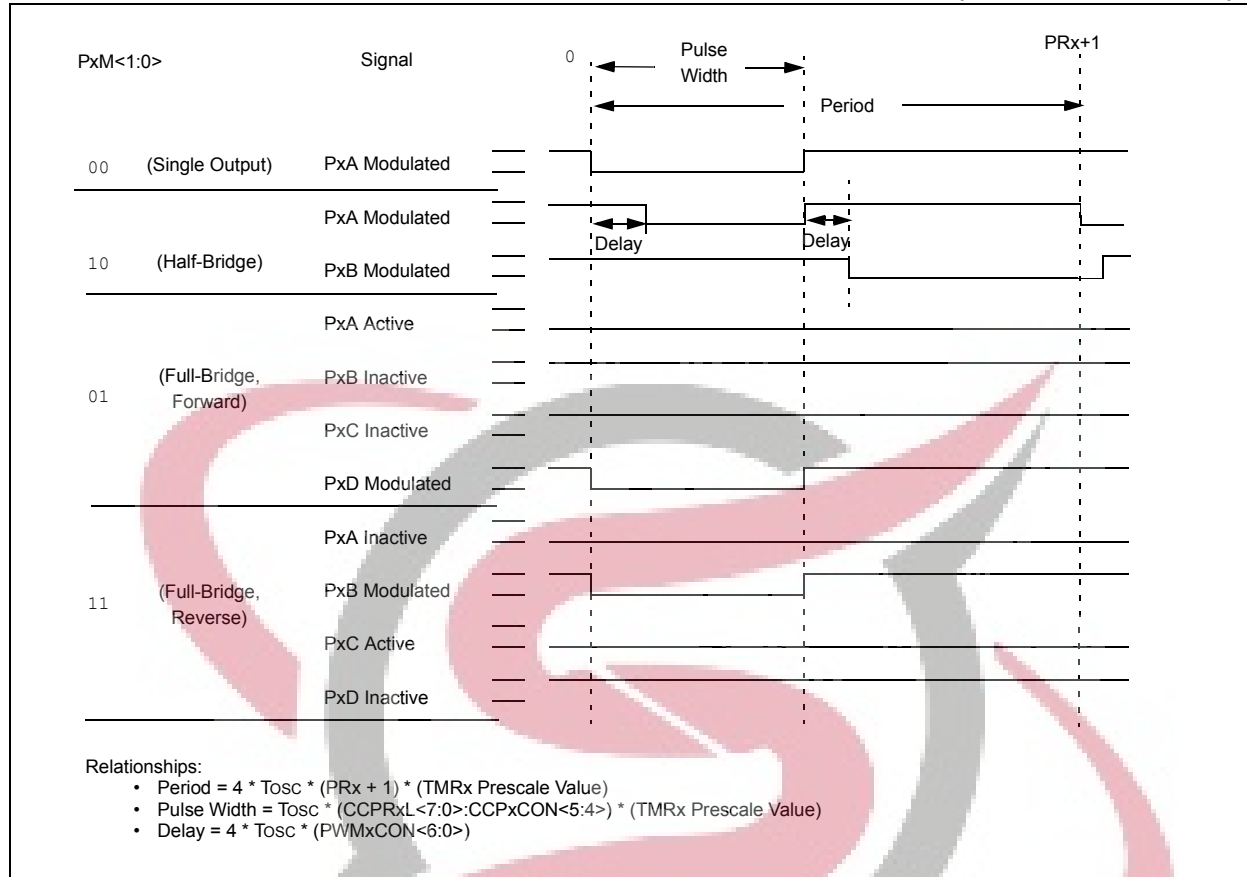 PxM<1:0>
Signal
0
Pulse
Width
PRx+1
Period
00
(Single Output)
PxA Modulated
PxA Modulated
Delay
Delay
10
(Half-Bridge)
PxB Modulated
PxA Active
01
(Full-Bridge,
Forward)
PxB Inactive
PxC Inactive
PxD Modulated
PxA Inactive
11
(Full-Bridge,
Reverse)
PxB Modulated
PxC Active
PxD Inactive
Relationships:
• Period = 4 * TOSC * (PRx + 1) * (TMRx Prescale Value)
• Pulse Width = TOSC * (CCPRxL<7:0>:CCPxCON<5:4>) * (TMRx Prescale Value)
• Delay = 4 * TOSC * (PWMxCON<6:0>)